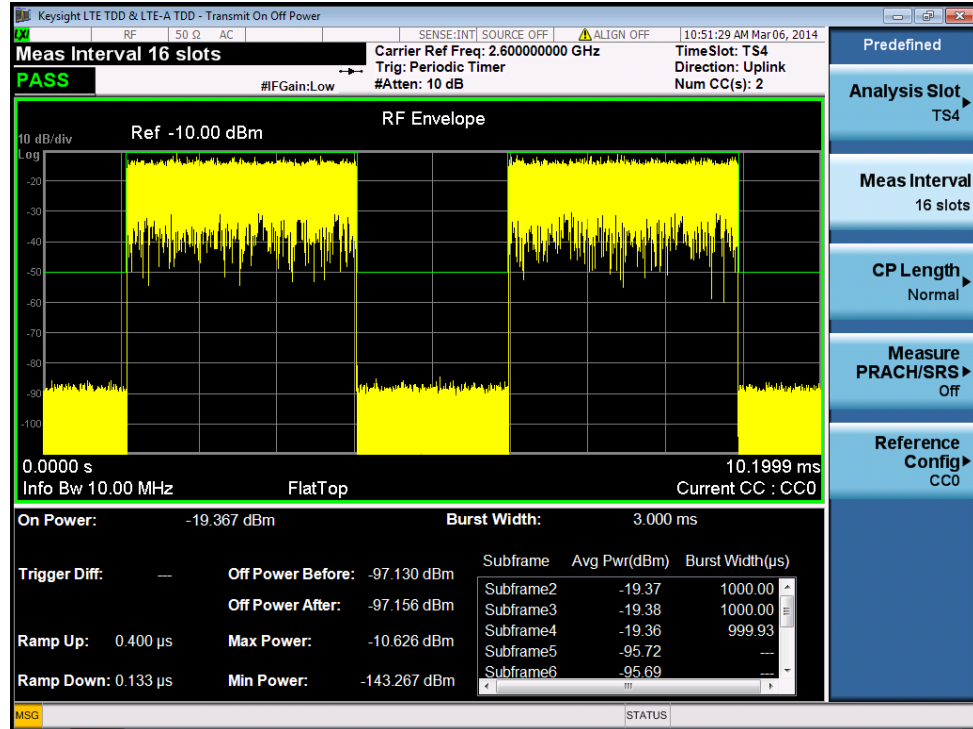 Keysight LTE TDD & LTE-A TDD - Transmit On Off Power
LXI RF 50 Ω AC SENSE:INT SOURCE OFF ALIGN OFF 10:51:29 AM Mar 06, 2014
Meas Interval 16 slots
Carrier Ref Freq: 2.600000000 GHz
TimeSlot: TS4
Trig: Periodic Timer
Direction: Uplink
PASS
#IFGain:Low
#Atten: 10 dB
Num CC(s): 2
RF Envelope
10 dB/div
Ref -10.00 dBm
Log
-20
-30
-40
-50
-60
-70
-80
-90
-100
0.0000 s
10.1999 ms
Info Bw 10.00 MHz
FlatTop
Current CC : CC0
On Power: -19.367 dBm
Burst Width: 3.000 ms
Trigger Diff: ---
Off Power Before: -97.130 dBm
Off Power After: -97.156 dBm
Ramp Up: 0.400 µs
Max Power: -10.626 dBm
Ramp Down: 0.133 µs
Min Power: -143.267 dBm
Subframe Avg Pwr(dBm) Burst Width(µs)
Subframe2 -19.37 1000.00
Subframe3 -19.38 1000.00
Subframe4 -19.36 999.93
Subframe5 -95.72 ---
Subframe6 -95.69 ---
MSG
STATUS
Predefined
Analysis Slot
TS4
Meas Interval
16 slots
CP Length
Normal
Measure
PRACH/SRS
Off
Reference
Config
CC0